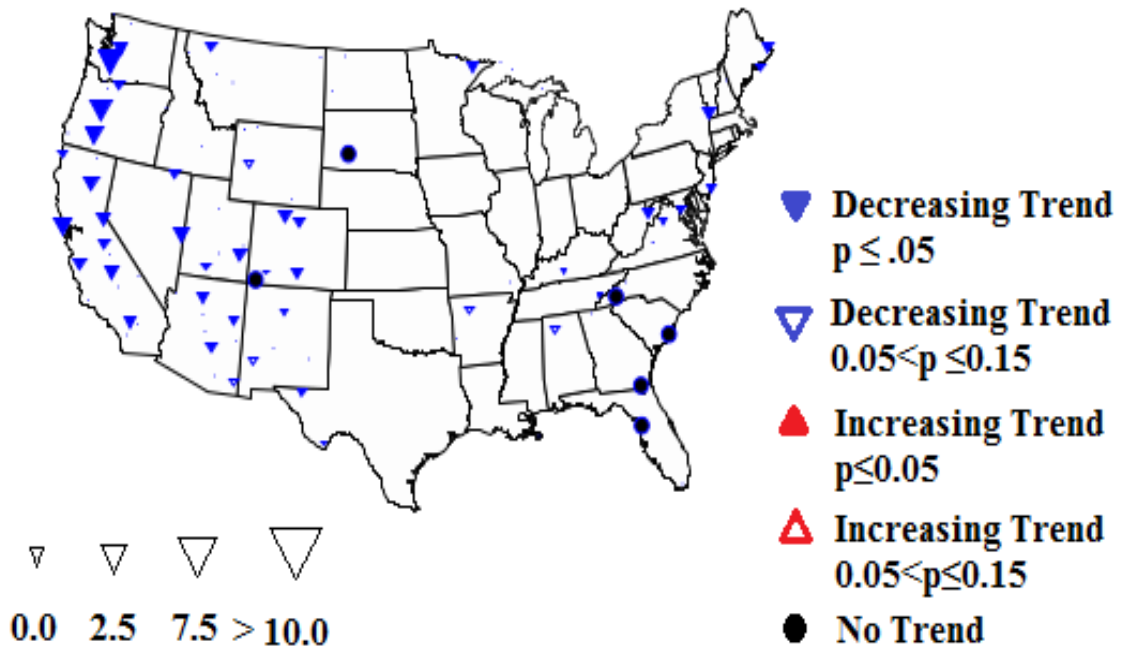 Decreasing Trend
p ≤ .05
Decreasing Trend
0.05<p ≤0.15
Increasing Trend
p≤0.05
Increasing Trend
0.05<p≤0.15
No Trend
0.0 2.5 7.5 > 10.0